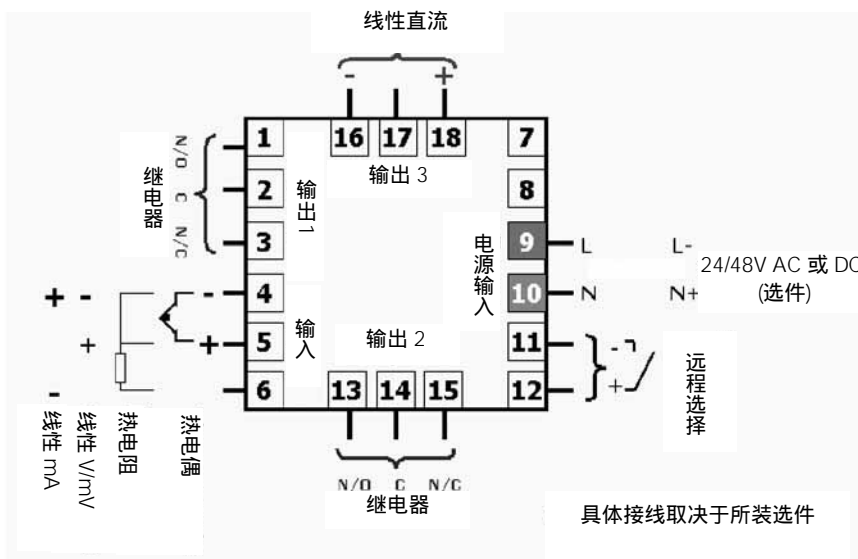 线性直流
- +
1 16 17 18 7
N/O
继电器
C
N/C
2
3
输出 1
输出 3
8
电源输入
9 L L-
10 N N+
24/48V AC 或 DC
(选件)
+ - - 4
+ + 5
- 6
输入
输出 2
11 -
12 +
远程选择
13 14 15
线性 mA
线性 V/mV
热电阻
热电偶
N/O C N/C
继电器
具体接线取决于所装选件